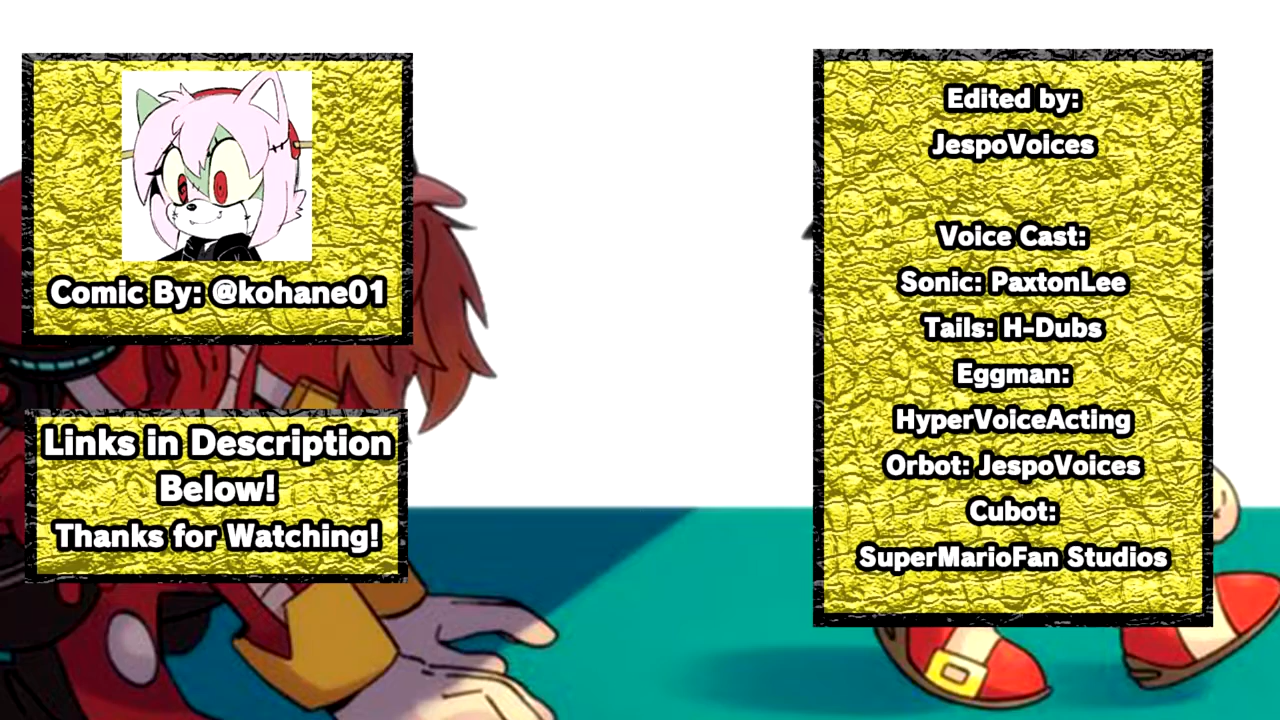 Comic By: @kohane01
Links in Description
Below!
Thanks for Watching!
Edited by:
JespoVoices
Voice Cast:
Sonic: PaxtonLee
Tails: H-Dubs
Eggman:
HyperVoiceActing
Orbot: JespoVoices
Cubot:
SuperMarioFan Studios